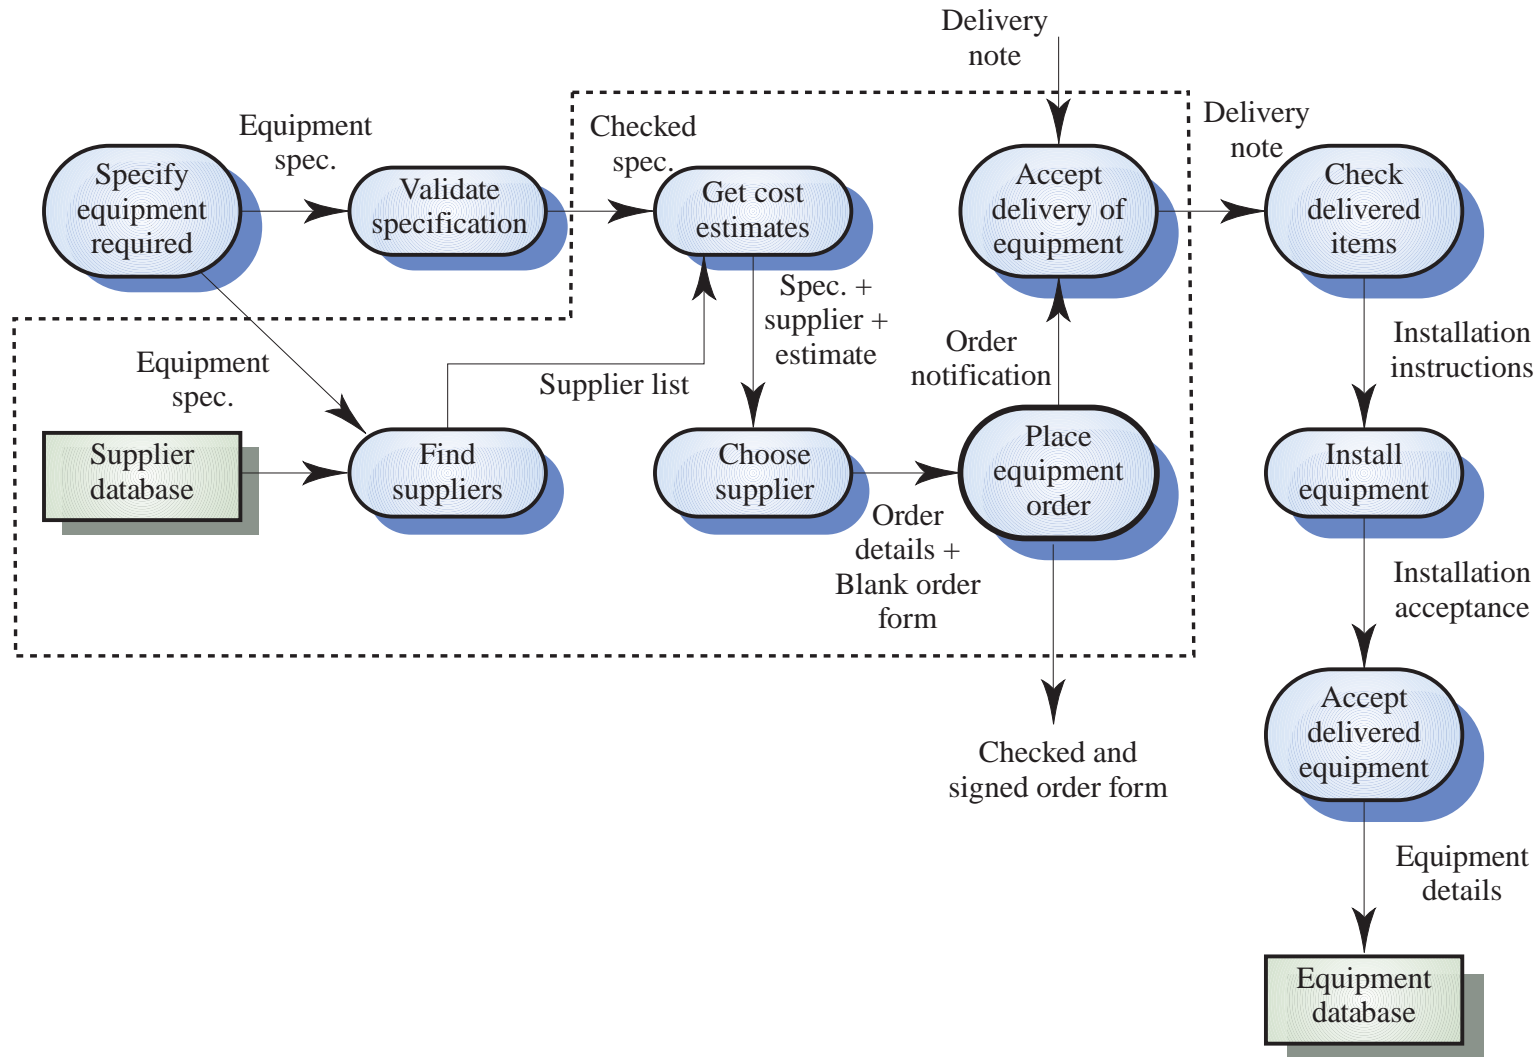 Delivery
note
Equipment
spec.
Checked
spec.
Delivery
note
Specify
equipment
required
Validate
specification
Get cost
estimates
Accept
delivery of
equipment
Check
delivered
items
Spec. +
supplier +
estimate
Order
notification
Installation
instructions
Equipment
spec.
Supplier list
Supplier
database
Find
suppliers
Choose
supplier
Place
equipment
order
Install
equipment
Order
details +
Blank order
form
Installation
acceptance
Accept
delivered
equipment
Checked and
signed order form
Equipment
details
Equipment
database